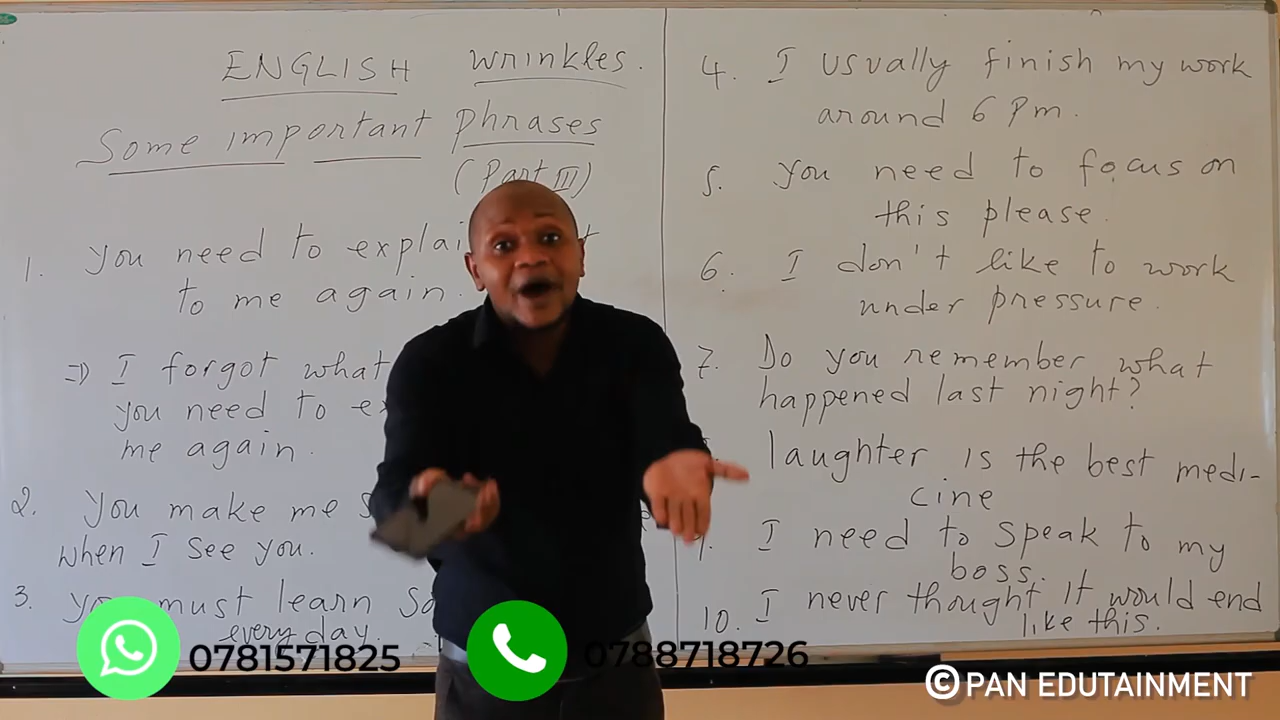 ENGLISH wrinkles.
Some important phrases
(Part III)
1. you need to explain
to me again.
=> I forgot what
you need to
me again.
2. you make me
when I see you.
3. you must learn
every day.
4. I usually finish my work
around 6 pm.
5. you need to focus on
this please.
6. I don't like to work
under pressure.
7. Do you remember what
happened last night?
laughter is the best medi-
cine
9. I need to speak to my
boss.
10. I never thought it would end
like this.
0781571825
0788718726
© PAN EDUTAINMENT